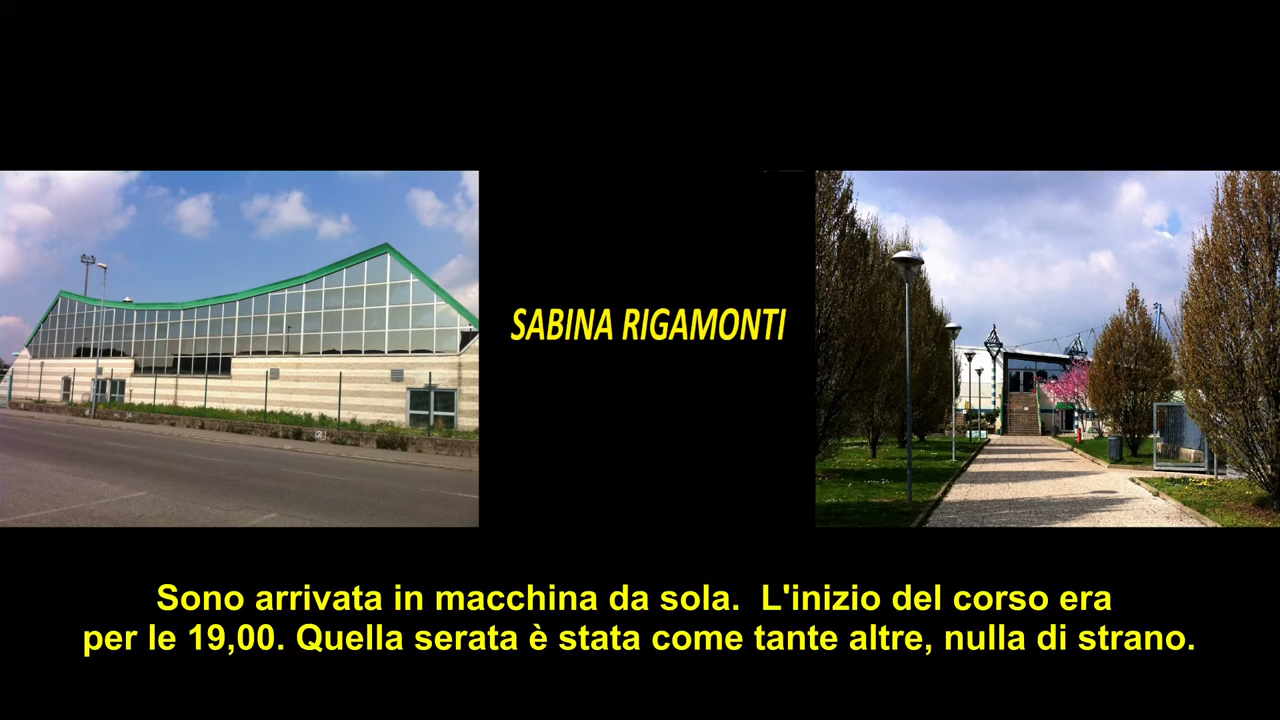 SABINA RIGAMONTI
Sono arrivata in macchina da sola.  L'inizio del corso era
per le 19,00. Quella serata è stata come tante altre, nulla di strano.